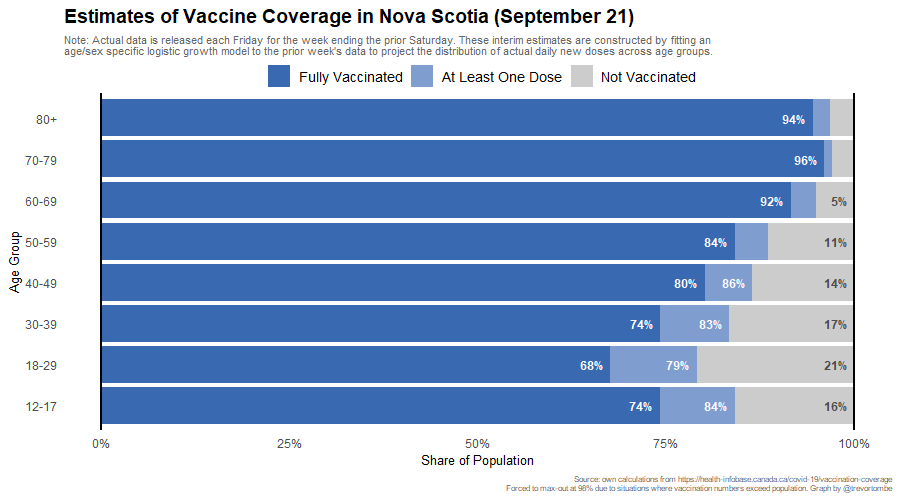 Estimates of Vaccine Coverage in Nova Scotia (September 21)
Note: Actual data is released each Friday for the week ending the prior Saturday. These interim estimates are constructed by fitting an
age/sex specific logistic growth model to the prior week's data to project the distribution of actual daily new doses across age groups.
Fully Vaccinated At Least One Dose Not Vaccinated
Age Group
80+ 94%
70-79 96%
60-69 92% 5%
50-59 84% 11%
40-49 80% 86% 14%
30-39 74% 83% 17%
18-29 68% 79% 21%
12-17 74% 84% 16%
0% 25% 50% 75% 100%
Share of Population
Source: own calculations from https://health-infobase.canada.ca/covid-19/vaccination-coverage
Forced to max-out at 98% due to situations where vaccination numbers exceed population. Graph by @trevortombe